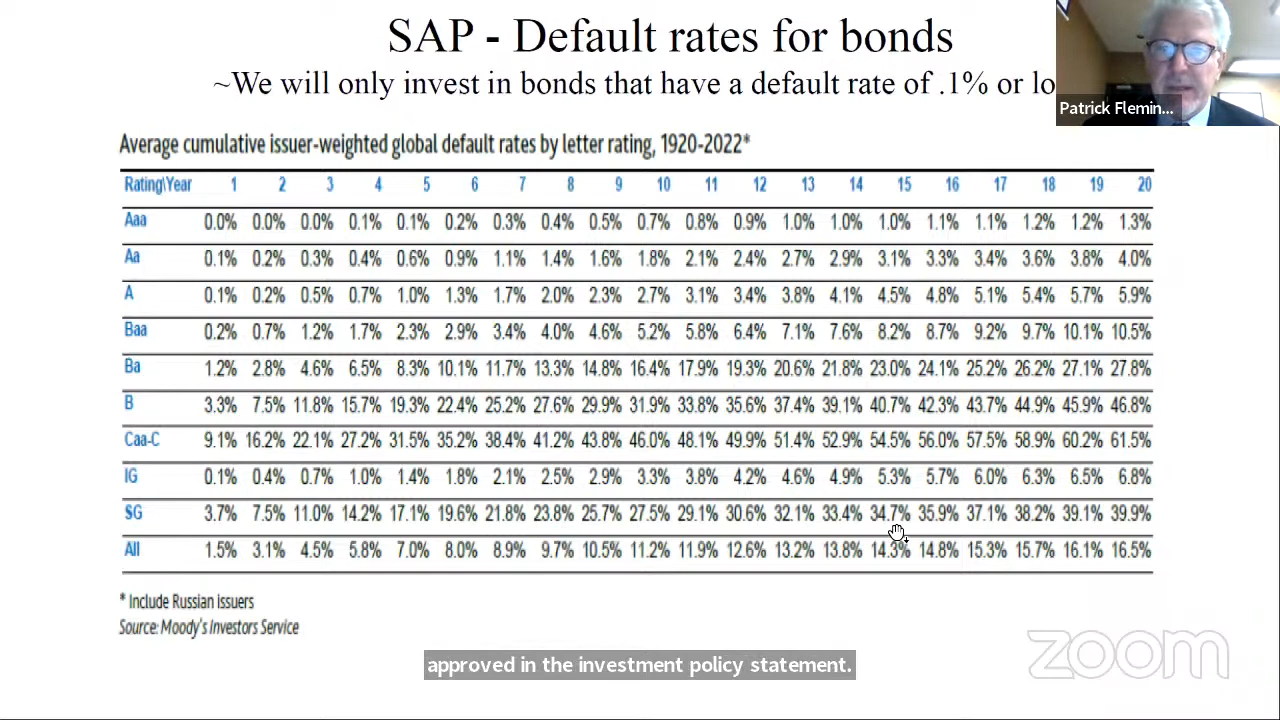 SAP - Default rates for bonds
~We will only invest in bonds that have a default rate of .1% or lo
Patrick Flemin...
Average cumulative issuer-weighted global default rates by letter rating, 1920-2022*
Rating\Year 1 2 3 4 5 6 7 8 9 10 11 12 13 14 15 16 17 18 19 20
Aaa 0.0% 0.0% 0.0% 0.1% 0.1% 0.2% 0.3% 0.4% 0.5% 0.7% 0.8% 0.9% 1.0% 1.0% 1.0% 1.1% 1.1% 1.2% 1.2% 1.3%
Aa 0.1% 0.2% 0.3% 0.4% 0.6% 0.9% 1.1% 1.4% 1.6% 1.8% 2.1% 2.4% 2.7% 2.9% 3.1% 3.3% 3.4% 3.6% 3.8% 4.0%
A 0.1% 0.2% 0.5% 0.7% 1.0% 1.3% 1.7% 2.0% 2.3% 2.7% 3.1% 3.4% 3.8% 4.1% 4.5% 4.8% 5.1% 5.4% 5.7% 5.9%
Baa 0.2% 0.7% 1.2% 1.7% 2.3% 2.9% 3.4% 4.0% 4.6% 5.2% 5.8% 6.4% 7.1% 7.6% 8.2% 8.7% 9.2% 9.7% 10.1% 10.5%
Ba 1.2% 2.8% 4.6% 6.5% 8.3% 10.1% 11.7% 13.3% 14.8% 16.4% 17.9% 19.3% 20.6% 21.8% 23.0% 24.1% 25.2% 26.2% 27.1% 27.8%
B 3.3% 7.5% 11.8% 15.7% 19.3% 22.4% 25.2% 27.6% 29.9% 31.9% 33.8% 35.6% 37.4% 39.1% 40.7% 42.3% 43.7% 44.9% 45.9% 46.8%
Caa-C 9.1% 16.2% 22.1% 27.2% 31.5% 35.2% 38.4% 41.2% 43.8% 46.0% 48.1% 49.9% 51.4% 52.9% 54.5% 56.0% 57.5% 58.9% 60.2% 61.5%
IG 0.1% 0.4% 0.7% 1.0% 1.4% 1.8% 2.1% 2.5% 2.9% 3.3% 3.8% 4.2% 4.6% 4.9% 5.3% 5.7% 6.0% 6.3% 6.5% 6.8%
SG 3.7% 7.5% 11.0% 14.2% 17.1% 19.6% 21.8% 23.8% 25.7% 27.5% 29.1% 30.6% 32.1% 33.4% 34.7% 35.9% 37.1% 38.2% 39.1% 39.9%
All 1.5% 3.1% 4.5% 5.8% 7.0% 8.0% 8.9% 9.7% 10.5% 11.2% 11.9% 12.6% 13.2% 13.8% 14.3% 14.8% 15.3% 15.7% 16.1% 16.5%
* Include Russian issuers
Source: Moody's Investors Service
zoom
approved in the investment policy statement.